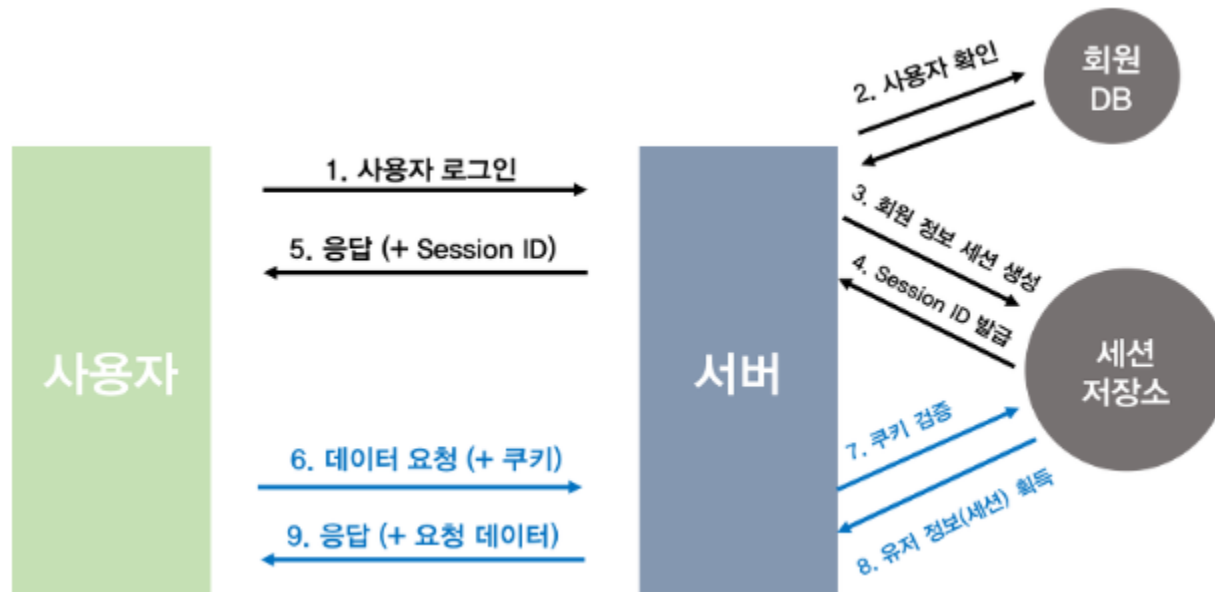 회원
DB
2. 사용자 확인
1. 사용자 로그인
3. 회원 정보 세션 생성
5. 응답 (+ Session ID)
4. Session ID 발급
사용자
서버
세션
저장소
6. 데이터 요청 (+ 쿠키)
7. 쿠키 검증
9. 응답 (+ 요청 데이터)
8. 유저 정보(세션) 획득